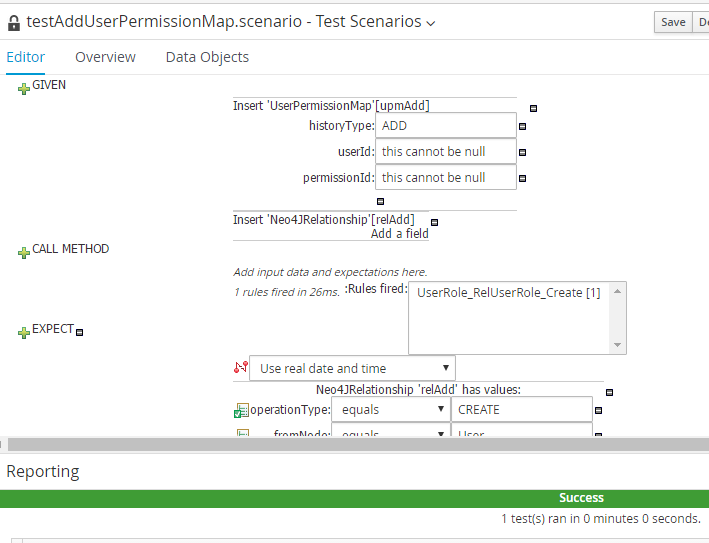 testAddUserPermissionMap.scenario - Test Scenarios
Save
De
Editor
Overview
Data Objects
GIVEN
Insert 'UserPermissionMap'[upmAdd]
historyType: ADD
userId: this cannot be null
permissionId: this cannot be null
Insert 'Neo4JRelationship'[relAdd]
Add a field
CALL METHOD
Add input data and expectations here.
1 rules fired in 26ms. :Rules fired: UserRole_RelUserRole_Create [1]
EXPECT
Use real date and time
Neo4JRelationship 'relAdd' has values:
operationType: equals CREATE
fromNode: equals User
Reporting
Success
1 test(s) ran in 0 minutes 0 seconds.